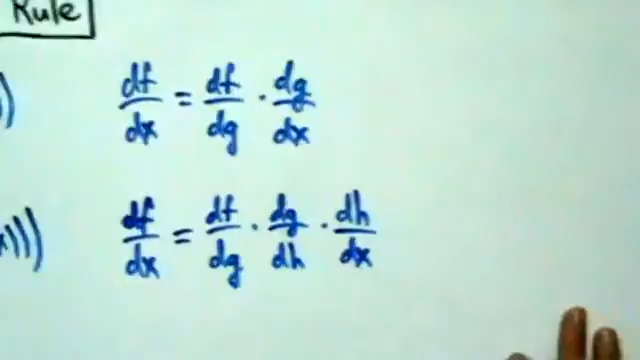 Rule
) df/dx = df/dg · dg/dx
x))) df/dx = df/dg · dg/dh · dh/dx